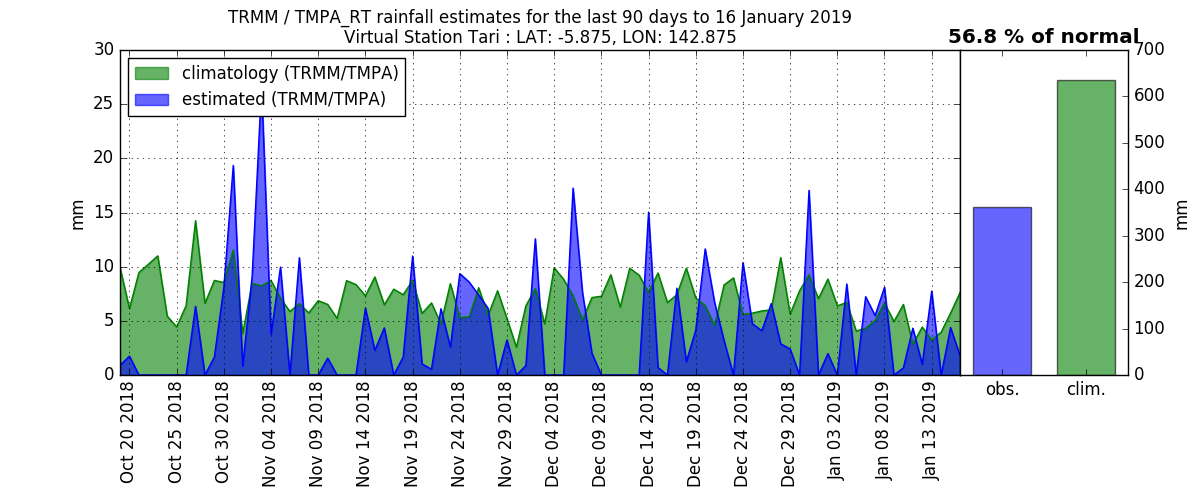 TRMM / TMPA_RT rainfall estimates for the last 90 days to 16 January 2019
Virtual Station Tari : LAT: -5.875, LON: 142.875
56.8 % of normal
climatology (TRMM/TMPA)
estimated (TRMM/TMPA)
mm
30
25
20
15
10
5
0
Oct 20 2018
Oct 25 2018
Oct 30 2018
Nov 04 2018
Nov 09 2018
Nov 14 2018
Nov 19 2018
Nov 24 2018
Nov 29 2018
Dec 04 2018
Dec 09 2018
Dec 14 2018
Dec 19 2018
Dec 24 2018
Dec 29 2018
Jan 03 2019
Jan 08 2019
Jan 13 2019
obs.
clim.
700
600
500
400
300
200
100
0
mm